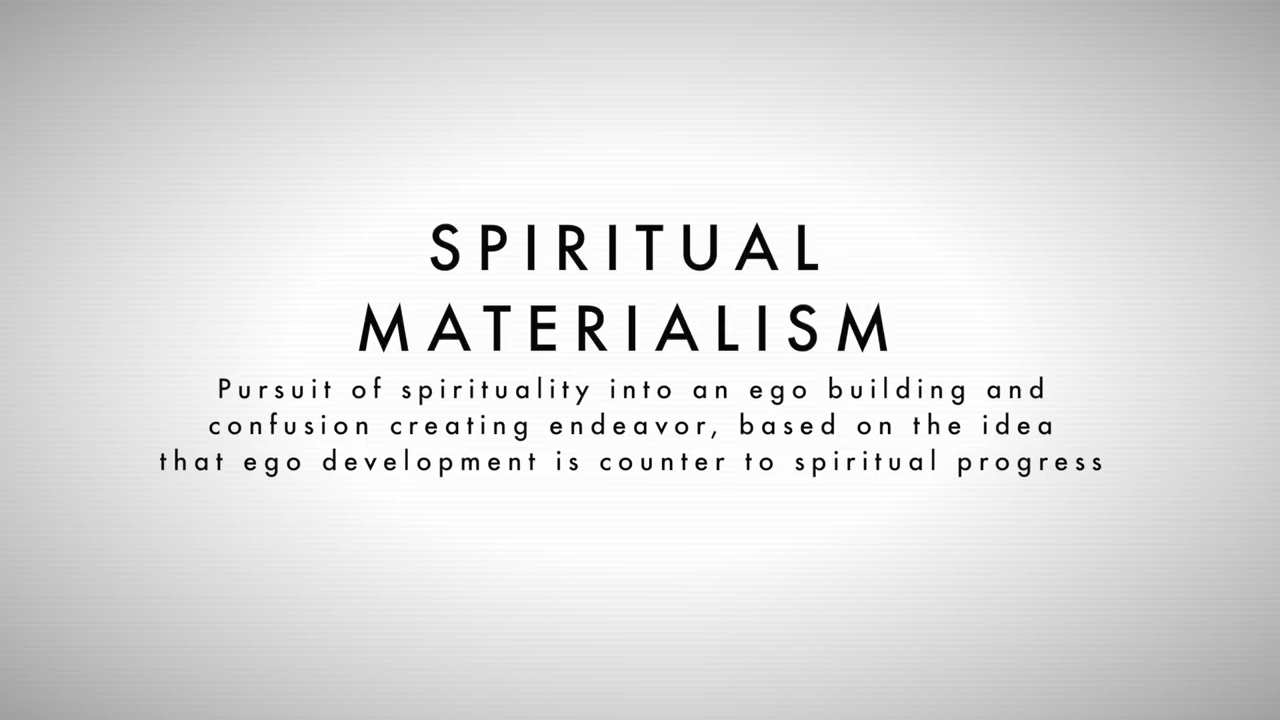 SPIRITUAL
MATERIALISM
Pursuit of spirituality into an ego building and
confusion creating endeavor, based on the idea
that ego development is counter to spiritual progress